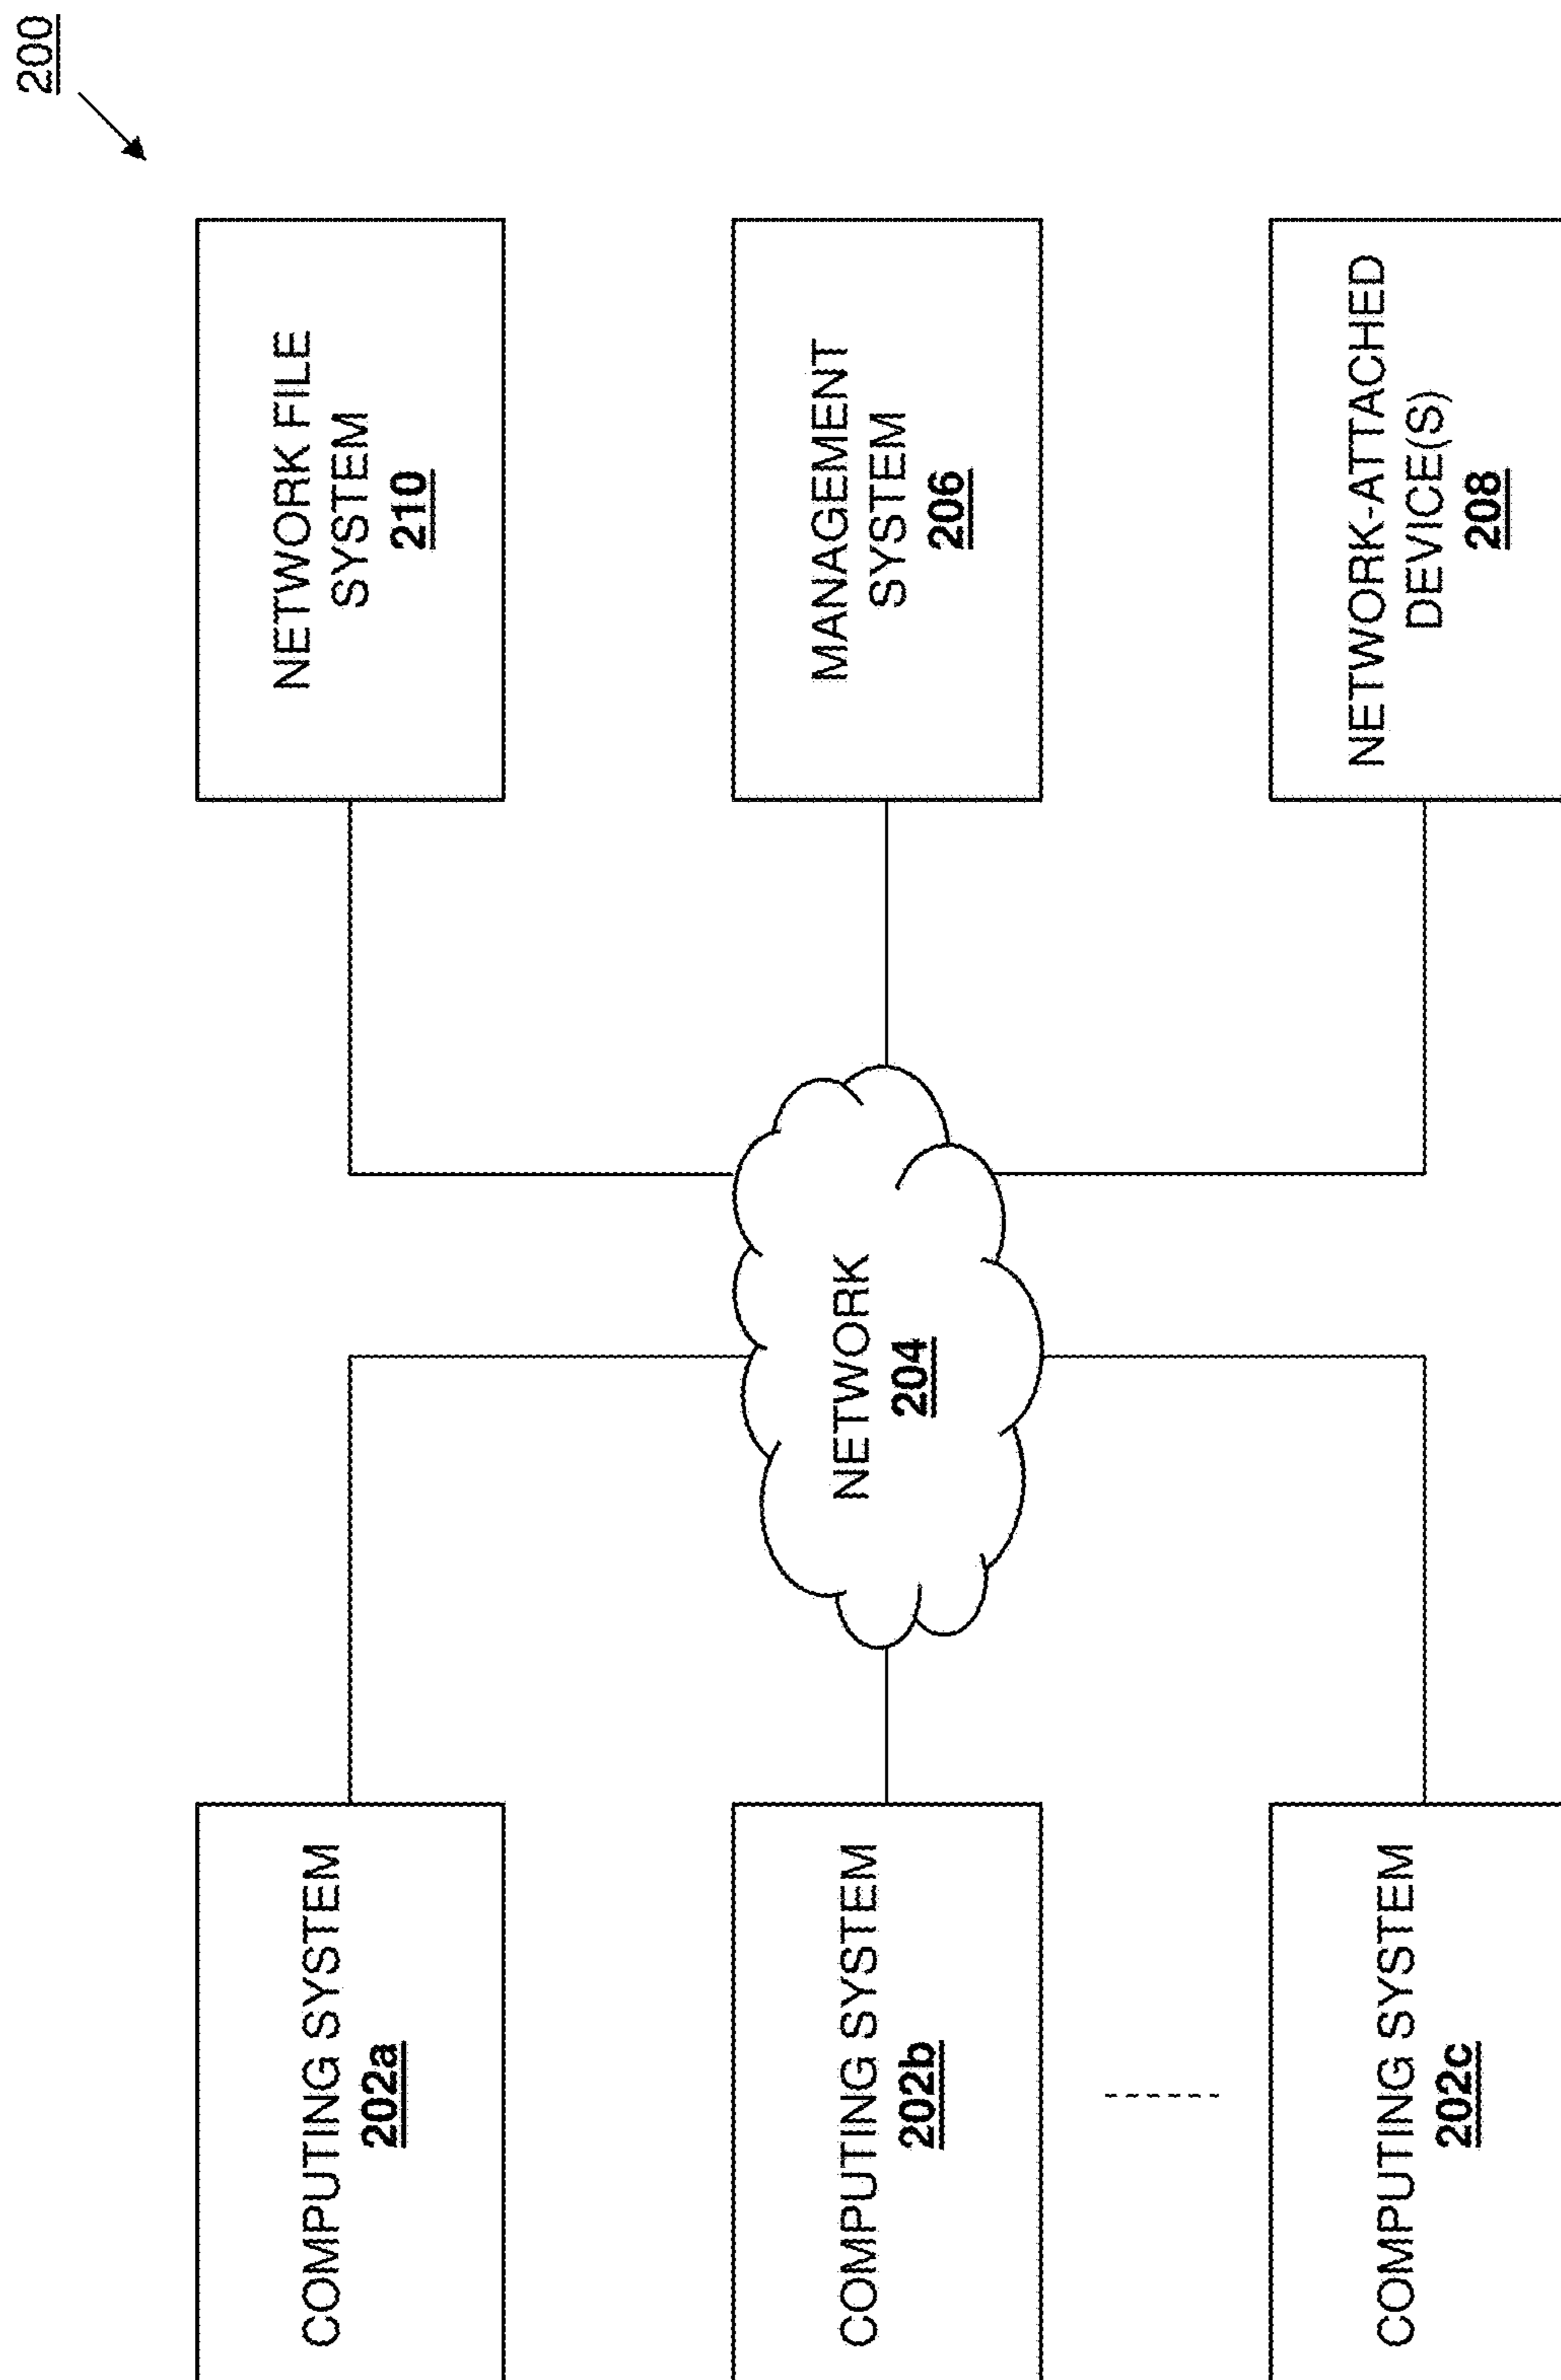 200
COMPUTING SYSTEM
202a
NETWORK FILE
SYSTEM
210
COMPUTING SYSTEM
202b
NETWORK
204
MANAGEMENT
SYSTEM
206
COMPUTING SYSTEM
202c
NETWORK-ATTACHED
DEVICE(S)
208